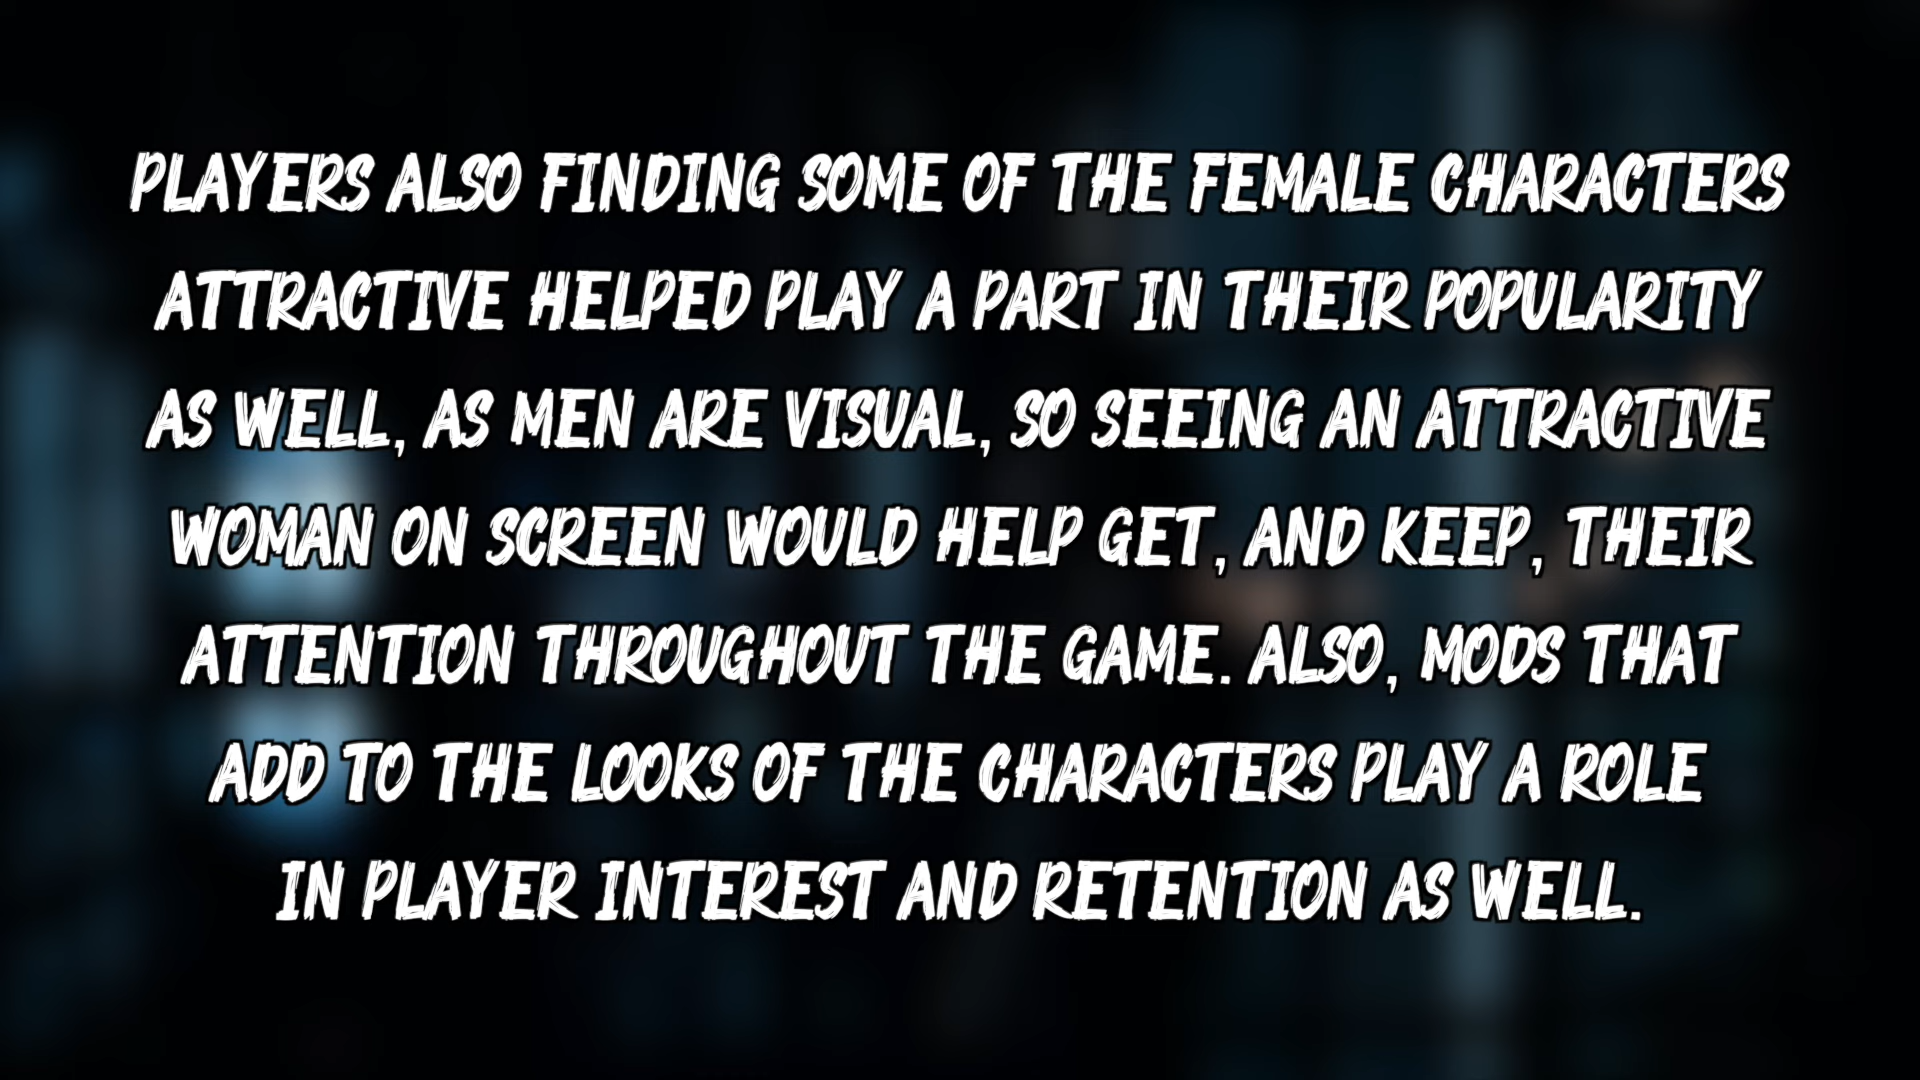 PLAYERS ALSO FINDING SOME OF THE FEMALE CHARACTERS
ATTRACTIVE HELPED PLAY A PART IN THEIR POPULARITY
AS WELL, AS MEN ARE VISUAL, SO SEEING AN ATTRACTIVE
WOMAN ON SCREEN WOULD HELP GET, AND KEEP, THEIR
ATTENTION THROUGHOUT THE GAME. ALSO, MODS THAT
ADD TO THE LOOKS OF THE CHARACTERS PLAY A ROLE
IN PLAYER INTEREST AND RETENTION AS WELL.